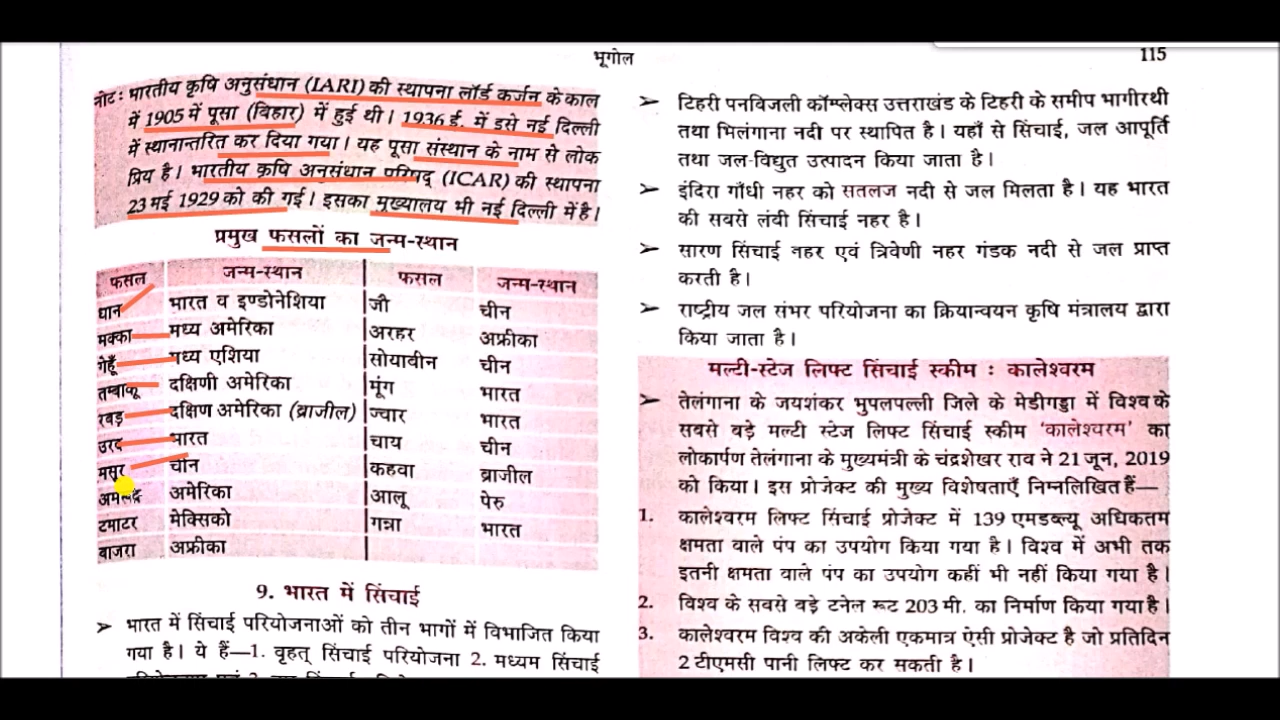 भूगोल
115
नोट : भारतीय कृषि अनुसंधान (IARI) की स्थापना लॉर्ड कर्जन के काल
में 1905 में पूसा (बिहार) में हुई थी। 1936 ई. में इसे नई दिल्ली
में स्थानान्तरित कर दिया गया। यह पूसा संस्थान के नाम से लोक
प्रिय है। भारतीय कृषि अनुसंधान परिषद् (ICAR) की स्थापना
23 मई 1929 को की गई। इसका मुख्यालय भी नई दिल्ली में है।
प्रमुख फसलों का जन्म-स्थान
फसल जन्म-स्थान फसल जन्म-स्थान
धान भारत व इण्डोनेशिया जौ चीन
मक्का मध्य अमेरिका अरहर अफ्रीका
गेहूँ मध्य एशिया सोयाबीन चीन
तम्बाकू दक्षिणी अमेरिका मूंग भारत
रबड़ दक्षिण अमेरिका (ब्राजील) ज्वार भारत
उरद भारत चाय चीन
मसूर चीन कहवा ब्राजील
अमरूद अमेरिका आलू पेरु
टमाटर मेक्सिको गन्ना भारत
बाजरा अफ्रीका
9. भारत में सिंचाई
➤ भारत में सिंचाई परियोजनाओं को तीन भागों में विभाजित किया
गया है। ये हैं—1. वृहत् सिंचाई परियोजना 2. मध्यम सिंचाई
➤ टिहरी पनविजली कॉम्प्लेक्स उत्तराखंड के टिहरी के समीप भागीरथी
तथा भिलंगाना नदी पर स्थापित है। यहाँ से सिंचाई, जल आपूर्ति
तथा जल-विधुत उत्पादन किया जाता है।
➤ इंदिरा गाँधी नहर को सतलज नदी से जल मिलता है। यह भारत
की सबसे लंवी सिंचाई नहर है।
➤ सारण सिंचाई नहर एवं त्रिवेणी नहर गंडक नदी से जल प्राप्त
करती है।
➤ राष्ट्रीय जल संभर परियोजना का क्रियान्वयन कृषि मंत्रालय द्वारा
किया जाता है।
मल्टी-स्टेज लिफ्ट सिंचाई स्कीम : कालेश्वरम
➤ तेलंगाना के जयशंकर भुपलपल्ली जिले के मेडीगड्डा में विश्व के
सबसे बड़े मल्टी स्टेज लिफ्ट सिंचाई स्कीम 'कालेश्वरम' का
लोकार्पण तेलंगाना के मुख्यमंत्री के चंद्रशेखर राव ने 21 जून, 2019
को किया। इस प्रोजेक्ट की मुख्य विशेषताएँ निम्नलिखित हैं—
1. कालेश्वरम लिफ्ट सिंचाई प्रोजेक्ट में 139 एमडब्ल्यू अधिकतम
क्षमता वाले पंप का उपयोग किया गया है। विश्व में अभी तक
इतनी क्षमता वाले पंप का उपयोग कहीं भी नहीं किया गया है।
2. विश्व के सबसे बड़े टनेल रूट 203 मी. का निर्माण किया गया है।
3. कालेश्वरम विश्व की अकेली एकमात्र ऐसी प्रोजेक्ट है जो प्रतिदिन
2 टीएमसी पानी लिफ्ट कर सकती है।